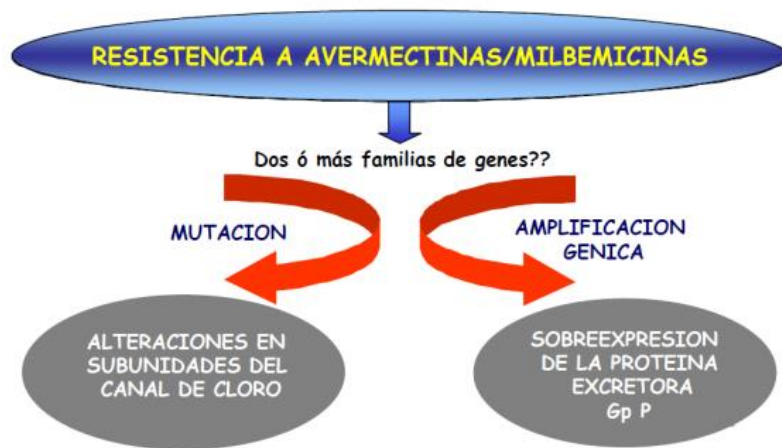 RESISTENCIA A AVERMECTINAS/MILBEMICINAS
Dos ó más familias de genes??
MUTACION
AMPLIFICACION
GENICA
ALTERACIONES EN
SUBUNIDADES DEL
CANAL DE CLORO
SOBREEXPRESION
DE LA PROTEINA
EXCRETORA
Gp P